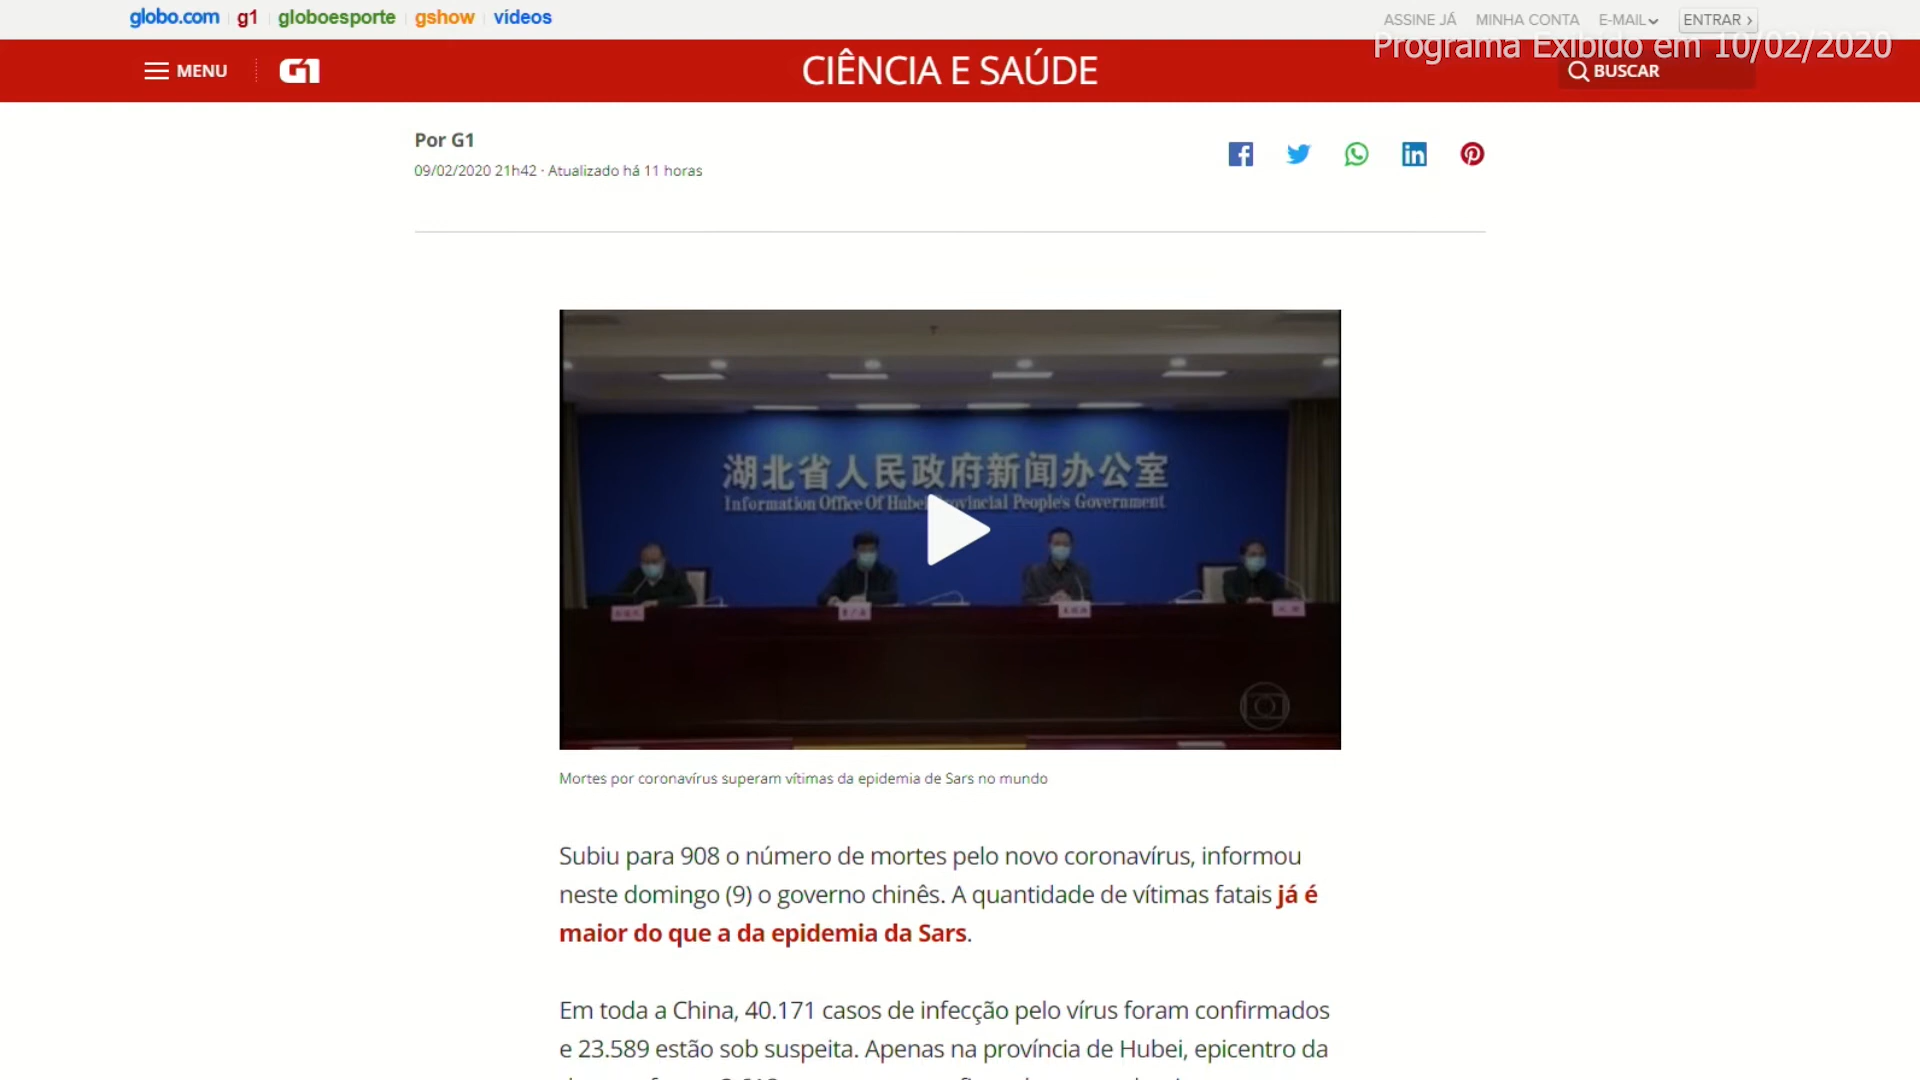 globo.com g1 globoesporte gshow vídeos
ASSINE JÁ MINHA CONTA E-MAIL ENTRAR ›
Programa Exibido em 10/02/2020
MENU G1 CIÊNCIA E SAÚDE BUSCAR
Por G1
09/02/2020 21h42 · Atualizado há 11 horas
湖北省人民政府新闻办公室
Information Office Of Hubei Provincial People's Government
Mortes por coronavírus superam vítimas da epidemia de Sars no mundo
Subiu para 908 o número de mortes pelo novo coronavírus, informou
neste domingo (9) o governo chinês. A quantidade de vítimas fatais já é
maior do que a da epidemia da Sars.
Em toda a China, 40.171 casos de infecção pelo vírus foram confirmados
e 23.589 estão sob suspeita. Apenas na província de Hubei, epicentro da